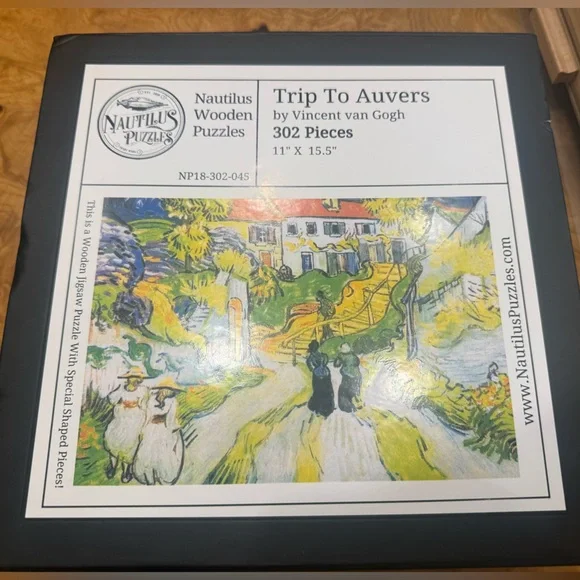 NAUTILUS
PUZZLES
Nautilus
Wooden
Puzzles
NP18-302-045
Trip To Auvers
by Vincent van Gogh
302 Pieces
11" X 15.5"
This is a Wooden Jigsaw Puzzle With Special Shaped Pieces!
www.NautilusPuzzles.com